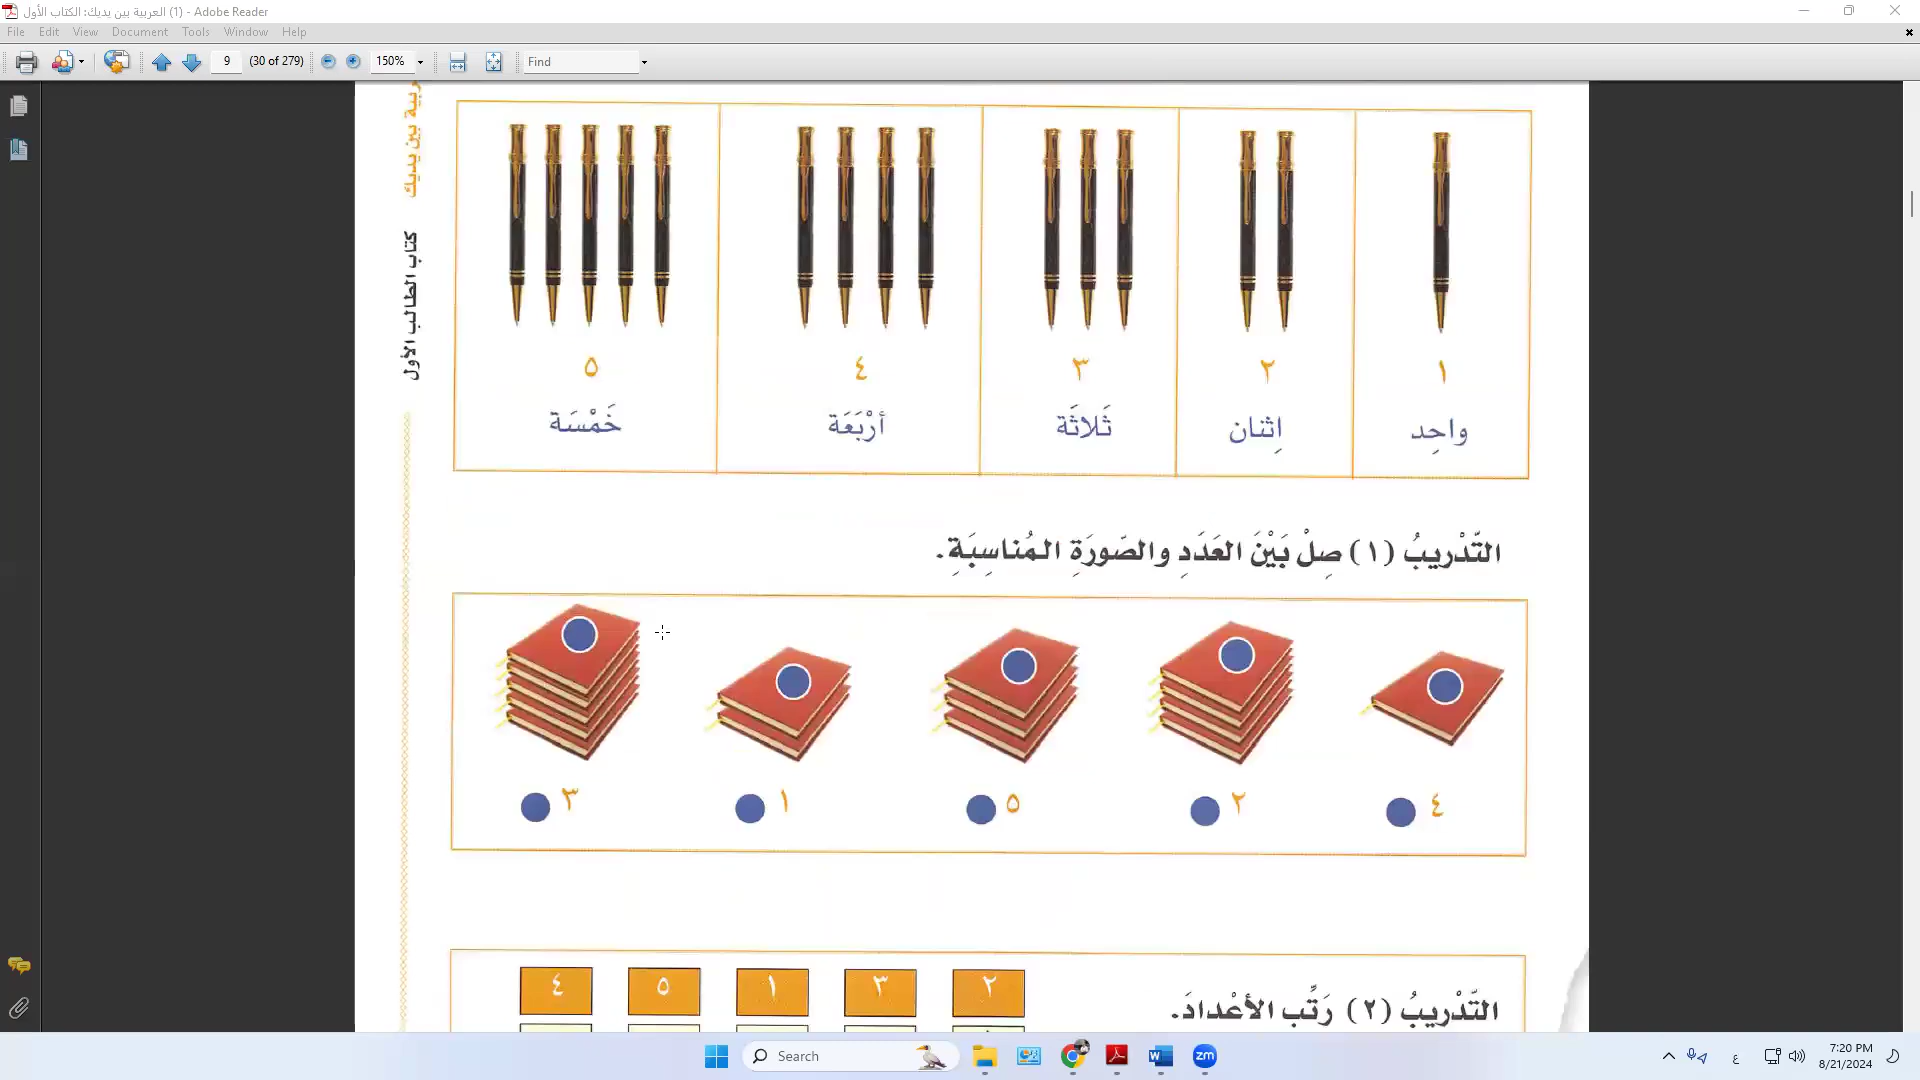 العربية بين يديك: الكتاب الأول (1) - Adobe Reader
File Edit View Document Tools Window Help
9 (30 of 279) 150% Find
بين يديك كتاب الطالب الأول
١ ٢ ٣ ٤ ٥
واحِد اِثنان ثَلاثَة أرْبَعَة خَمْسَة
التّدْريبُ (١) صِلْ بَيْنَ العَدَدِ والصّورَةِ المُناسِبَةِ.
٤ ٢ ٥ ١ ٣
التّدْريبُ (٢) رَتِّب الأعْدادَ.
٢ ٣ ١ ٥ ٤
Search
zm
ع
7:20 PM
8/21/2024